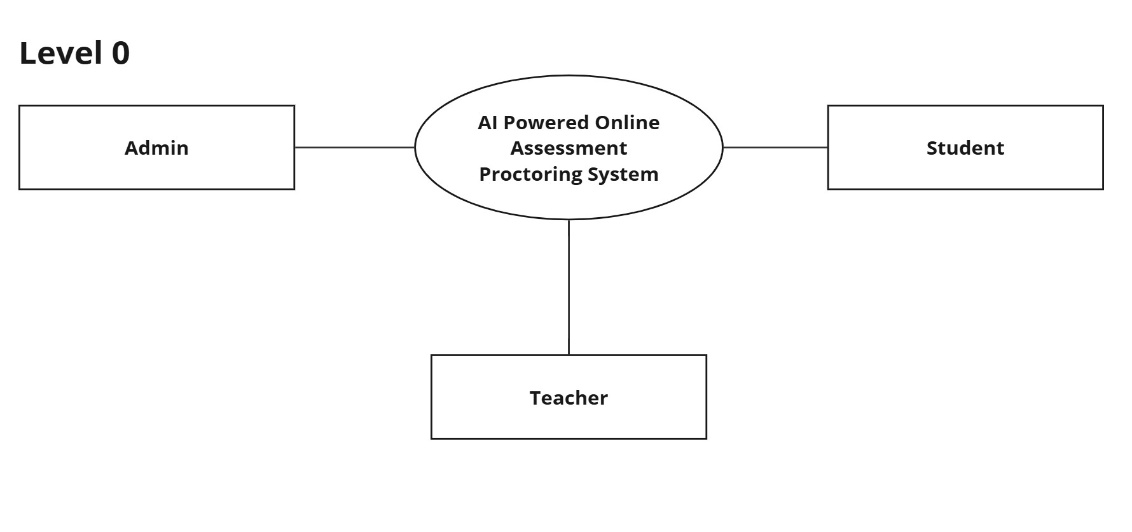 Level 0
Admin
AI Powered Online
Assessment
Proctoring System
Student
Teacher